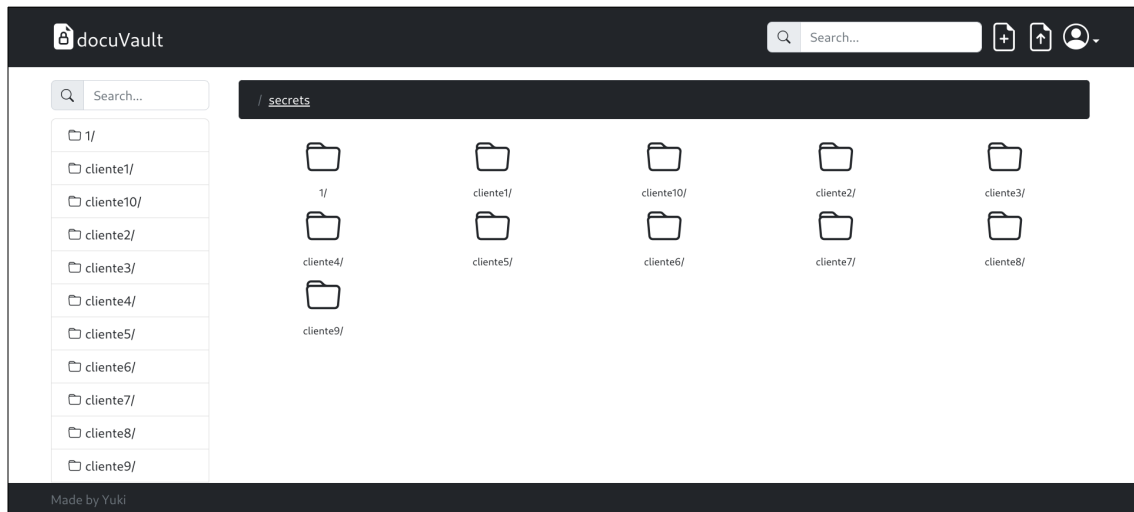 docuVault
Search...
Search...
/ secrets
1/
cliente1/
cliente10/
cliente2/
cliente3/
cliente4/
cliente5/
cliente6/
cliente7/
cliente8/
cliente9/
1/ cliente1/ cliente10/ cliente2/ cliente3/
cliente4/ cliente5/ cliente6/ cliente7/ cliente8/
cliente9/
Made by Yuki